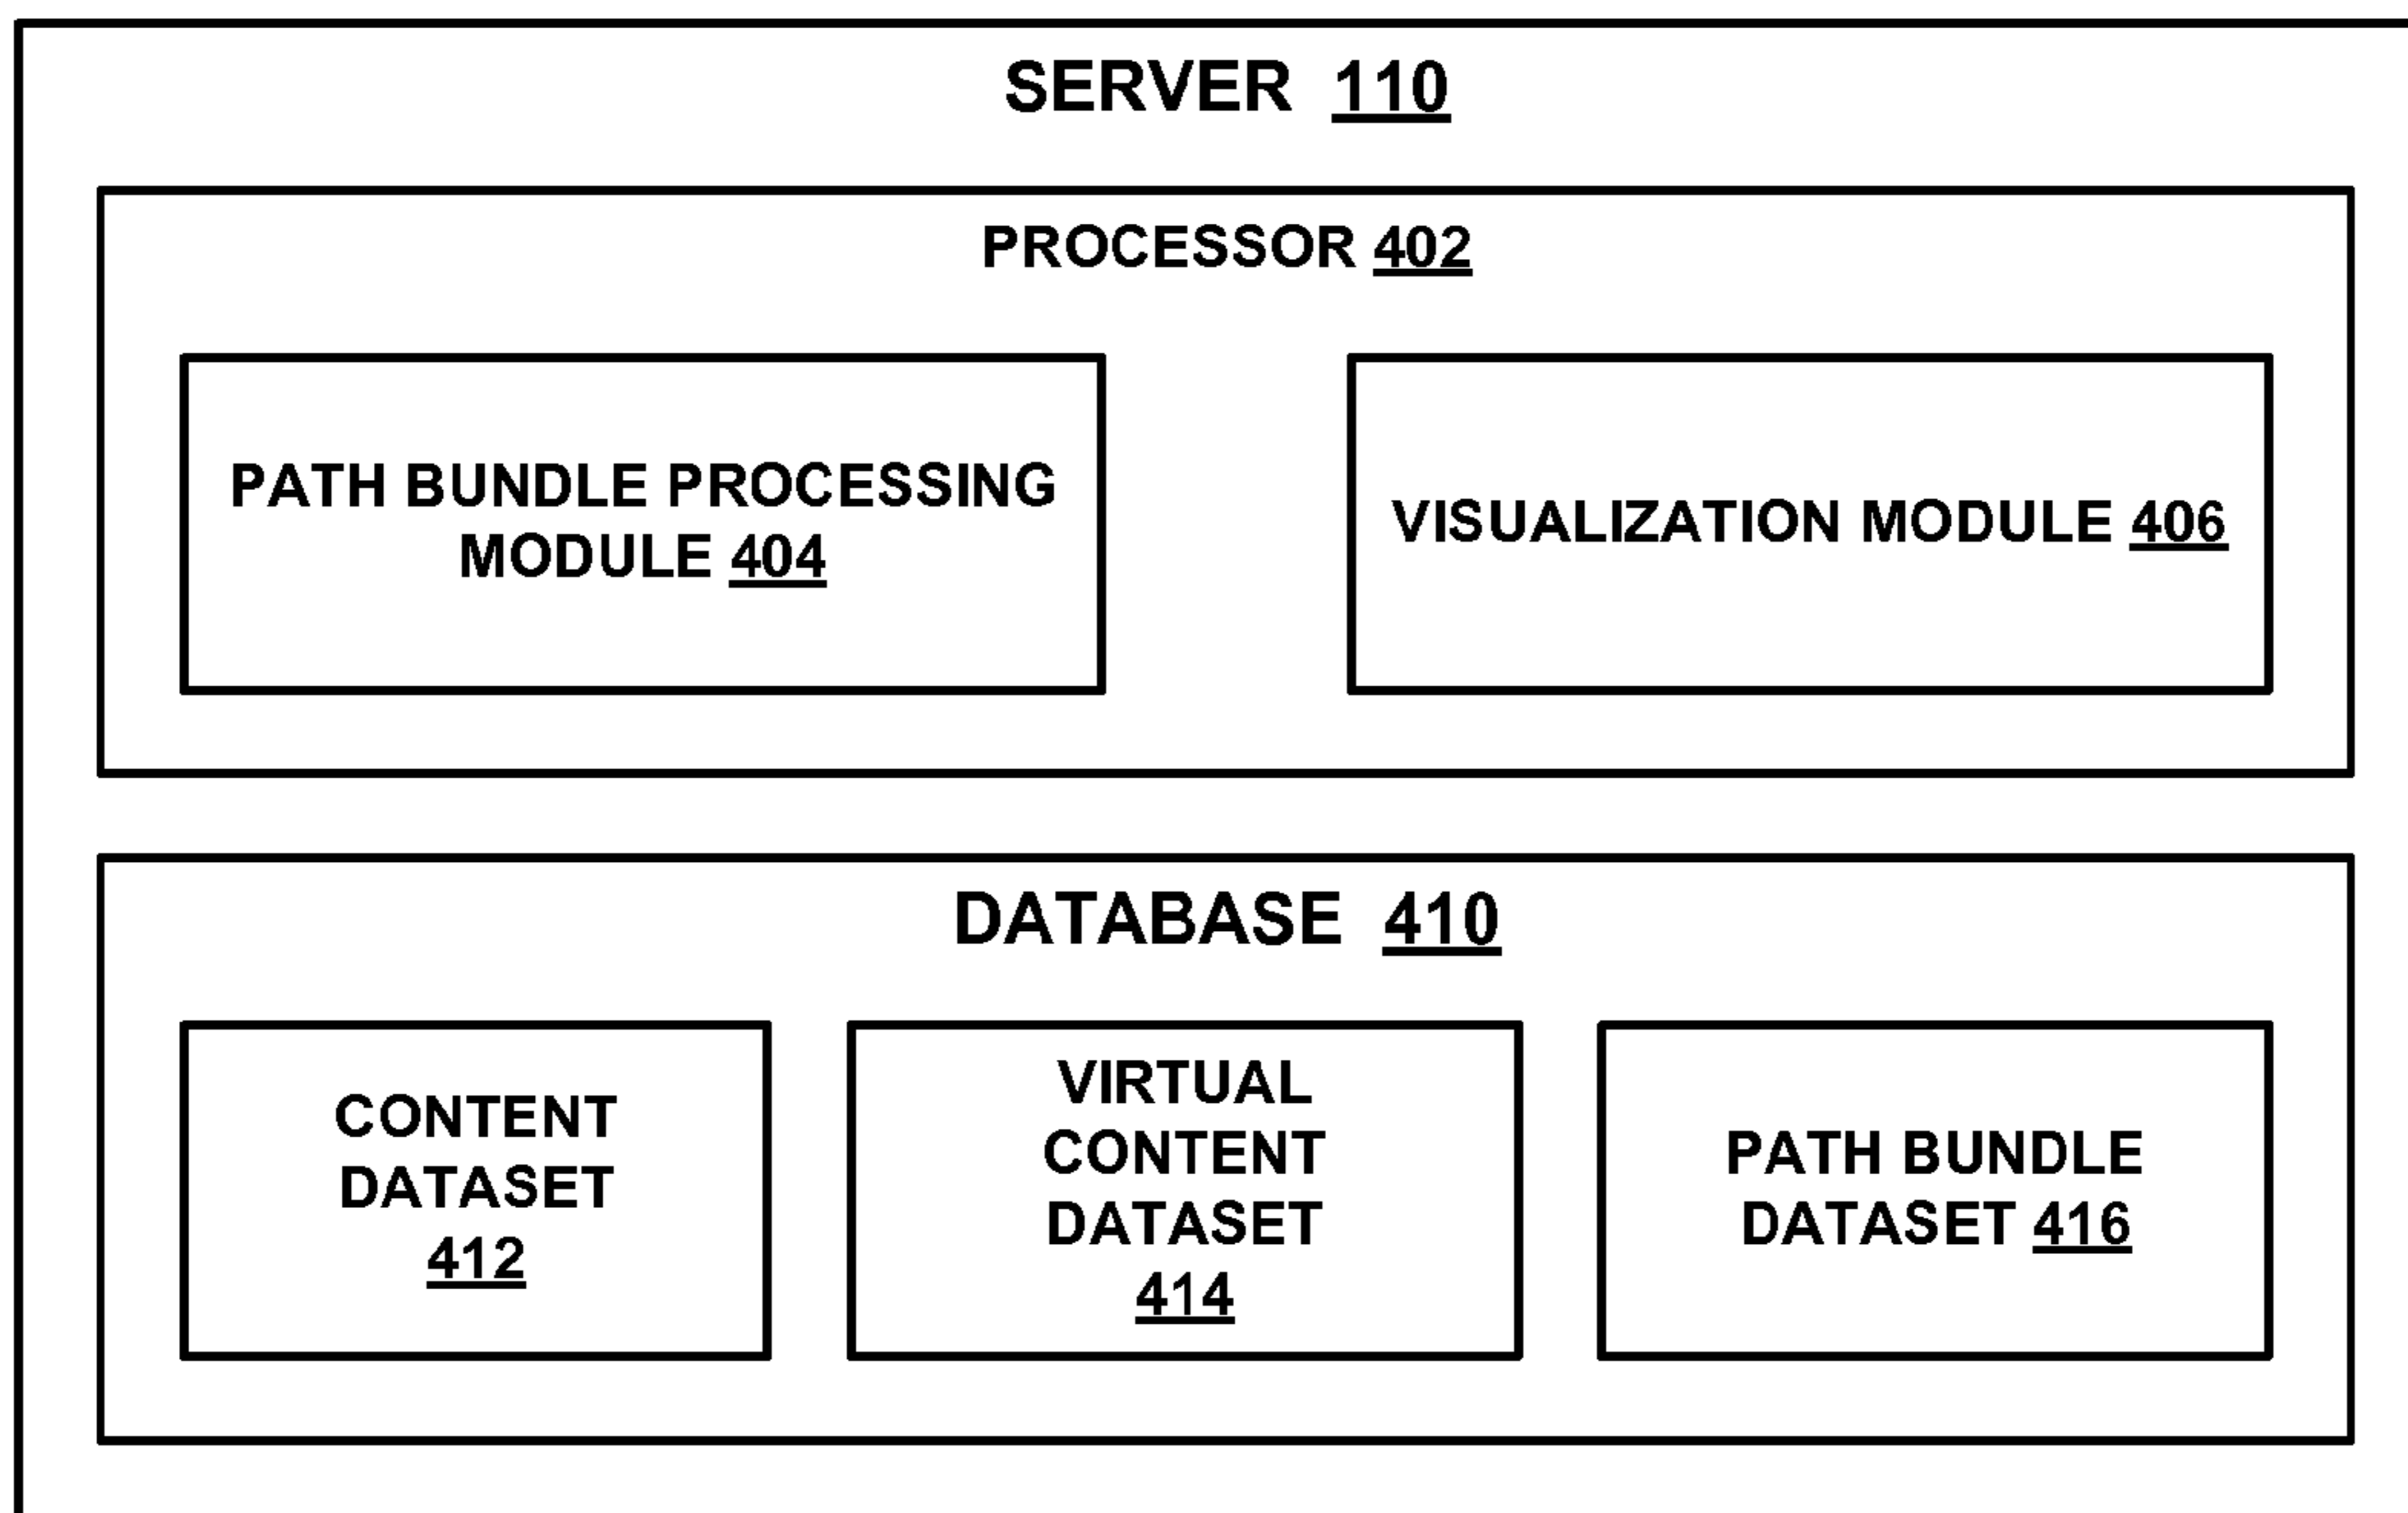 SERVER 110
PROCESSOR 402
PATH BUNDLE PROCESSING
MODULE 404
VISUALIZATION MODULE 406
DATABASE 410
CONTENT
DATASET
412
VIRTUAL
CONTENT
DATASET
414
PATH BUNDLE
DATASET 416